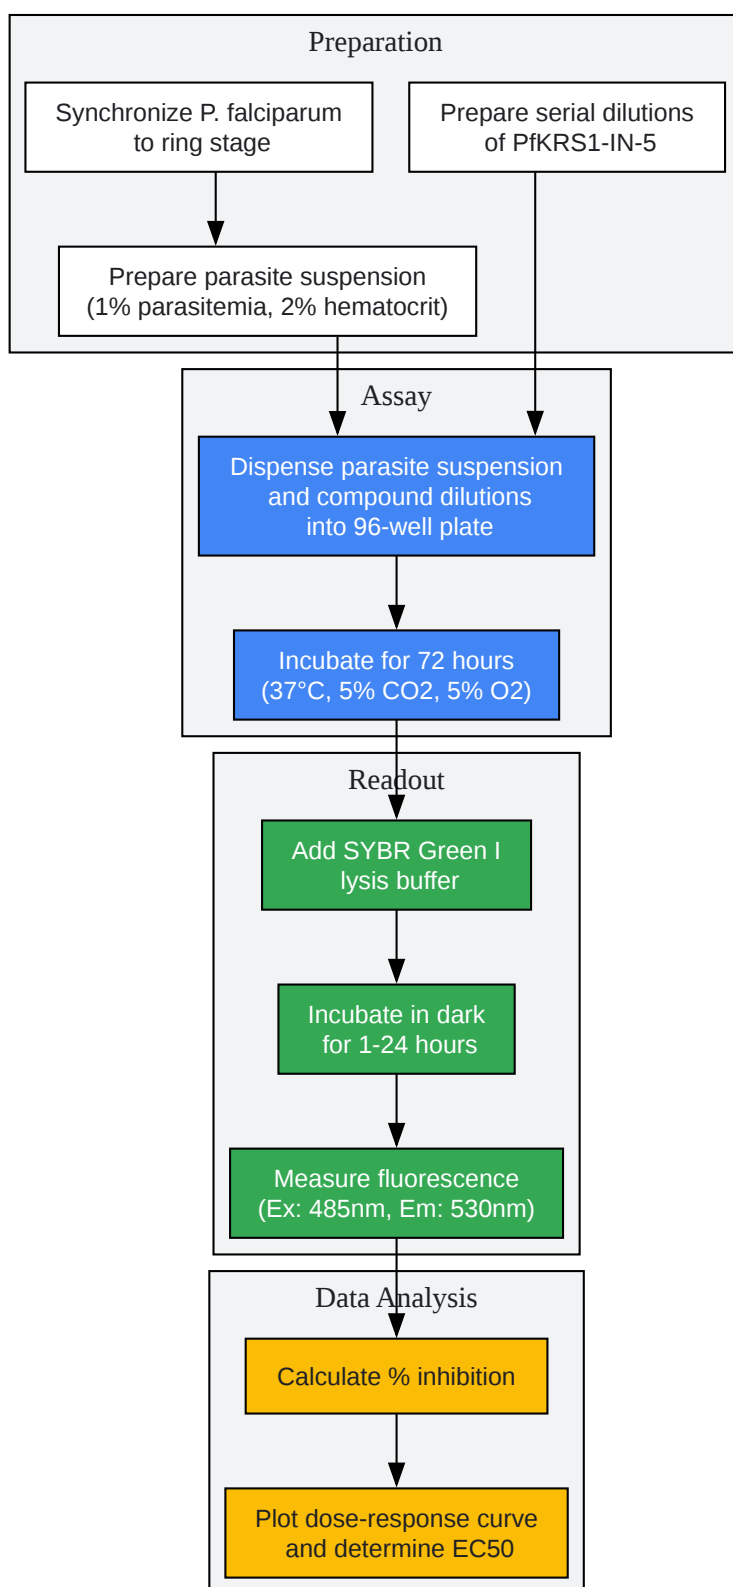 Preparation
Synchronize P. falciparum
to ring stage
Prepare serial dilutions
of PfKRS1-IN-5
Prepare parasite suspension
(1% parasitemia, 2% hematocrit)
Assay
Dispense parasite suspension
and compound dilutions
into 96-well plate
Incubate for 72 hours
(37°C, 5% CO2, 5% O2)
Readout
Add SYBR Green I
lysis buffer
Incubate in dark
for 1-24 hours
Measure fluorescence
(Ex: 485nm, Em: 530nm)
Data Analysis
Calculate % inhibition
Plot dose-response curve
and determine EC50